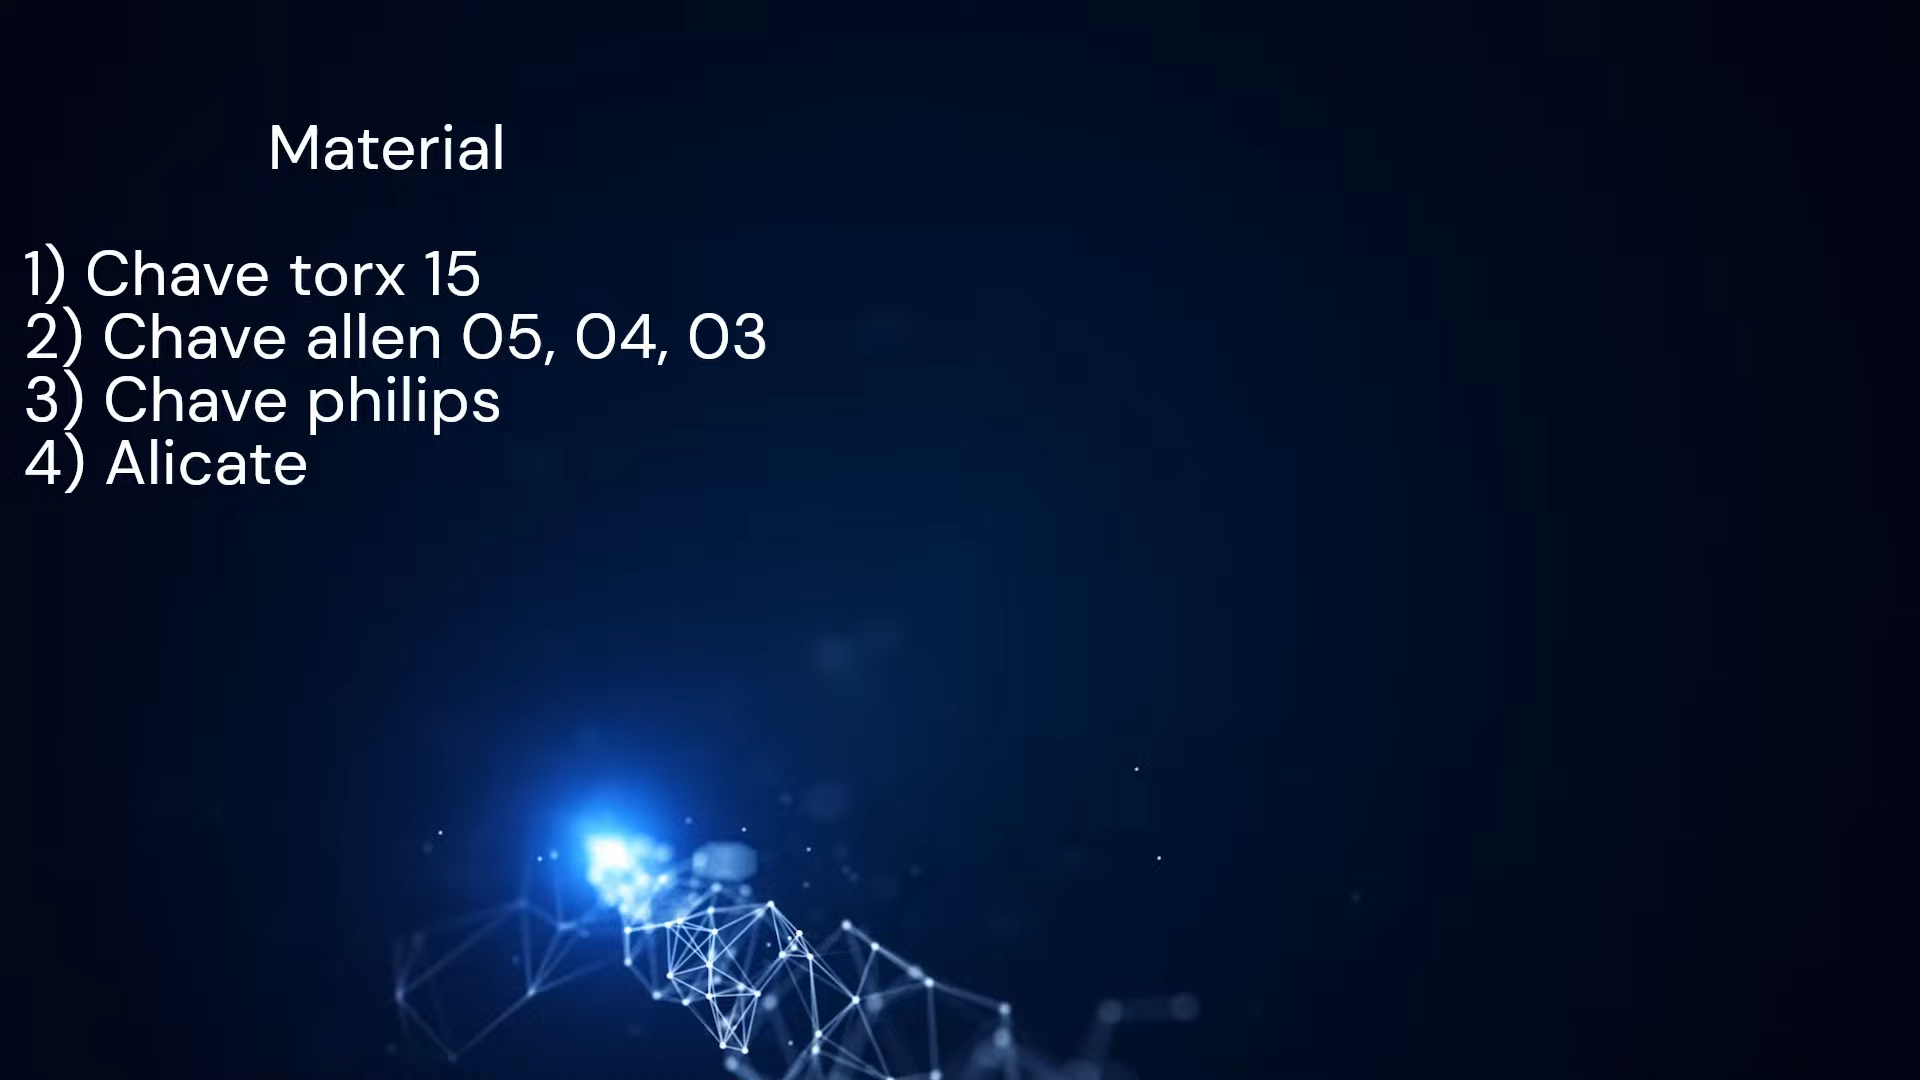 Material
1) Chave torx 15
2) Chave allen 05, 04, 03
3) Chave philips
4) Alicate